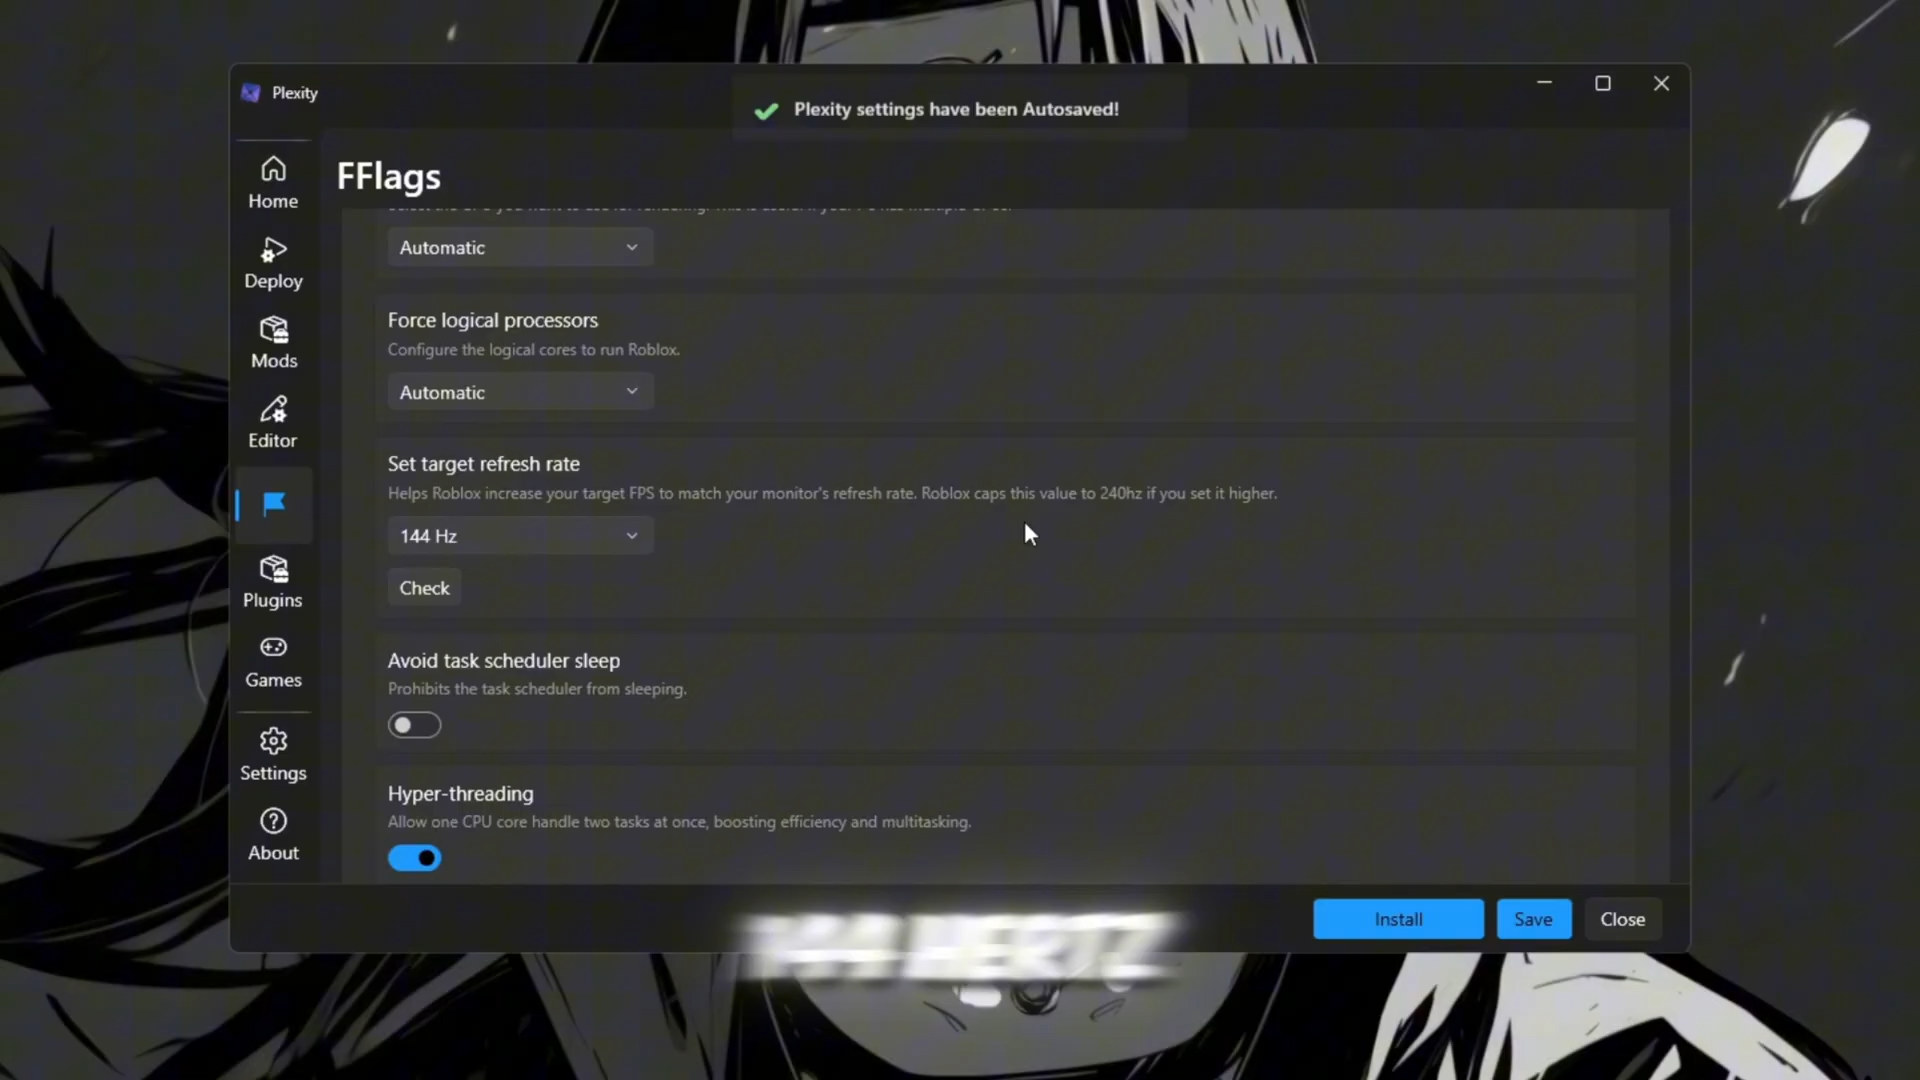 Plexity
Plexity settings have been Autosaved!
FFlags
Home
Deploy
Mods
Editor
Plugins
Games
Settings
About
Automatic
Force logical processors
Configure the logical cores to run Roblox.
Automatic
Set target refresh rate
Helps Roblox increase your target FPS to match your monitor's refresh rate. Roblox caps this value to 240hz if you set it higher.
144 Hz
Check
Avoid task scheduler sleep
Prohibits the task scheduler from sleeping.
Hyper-threading
Allow one CPU core handle two tasks at once, boosting efficiency and multitasking.
Install
Save
Close
HERTZ